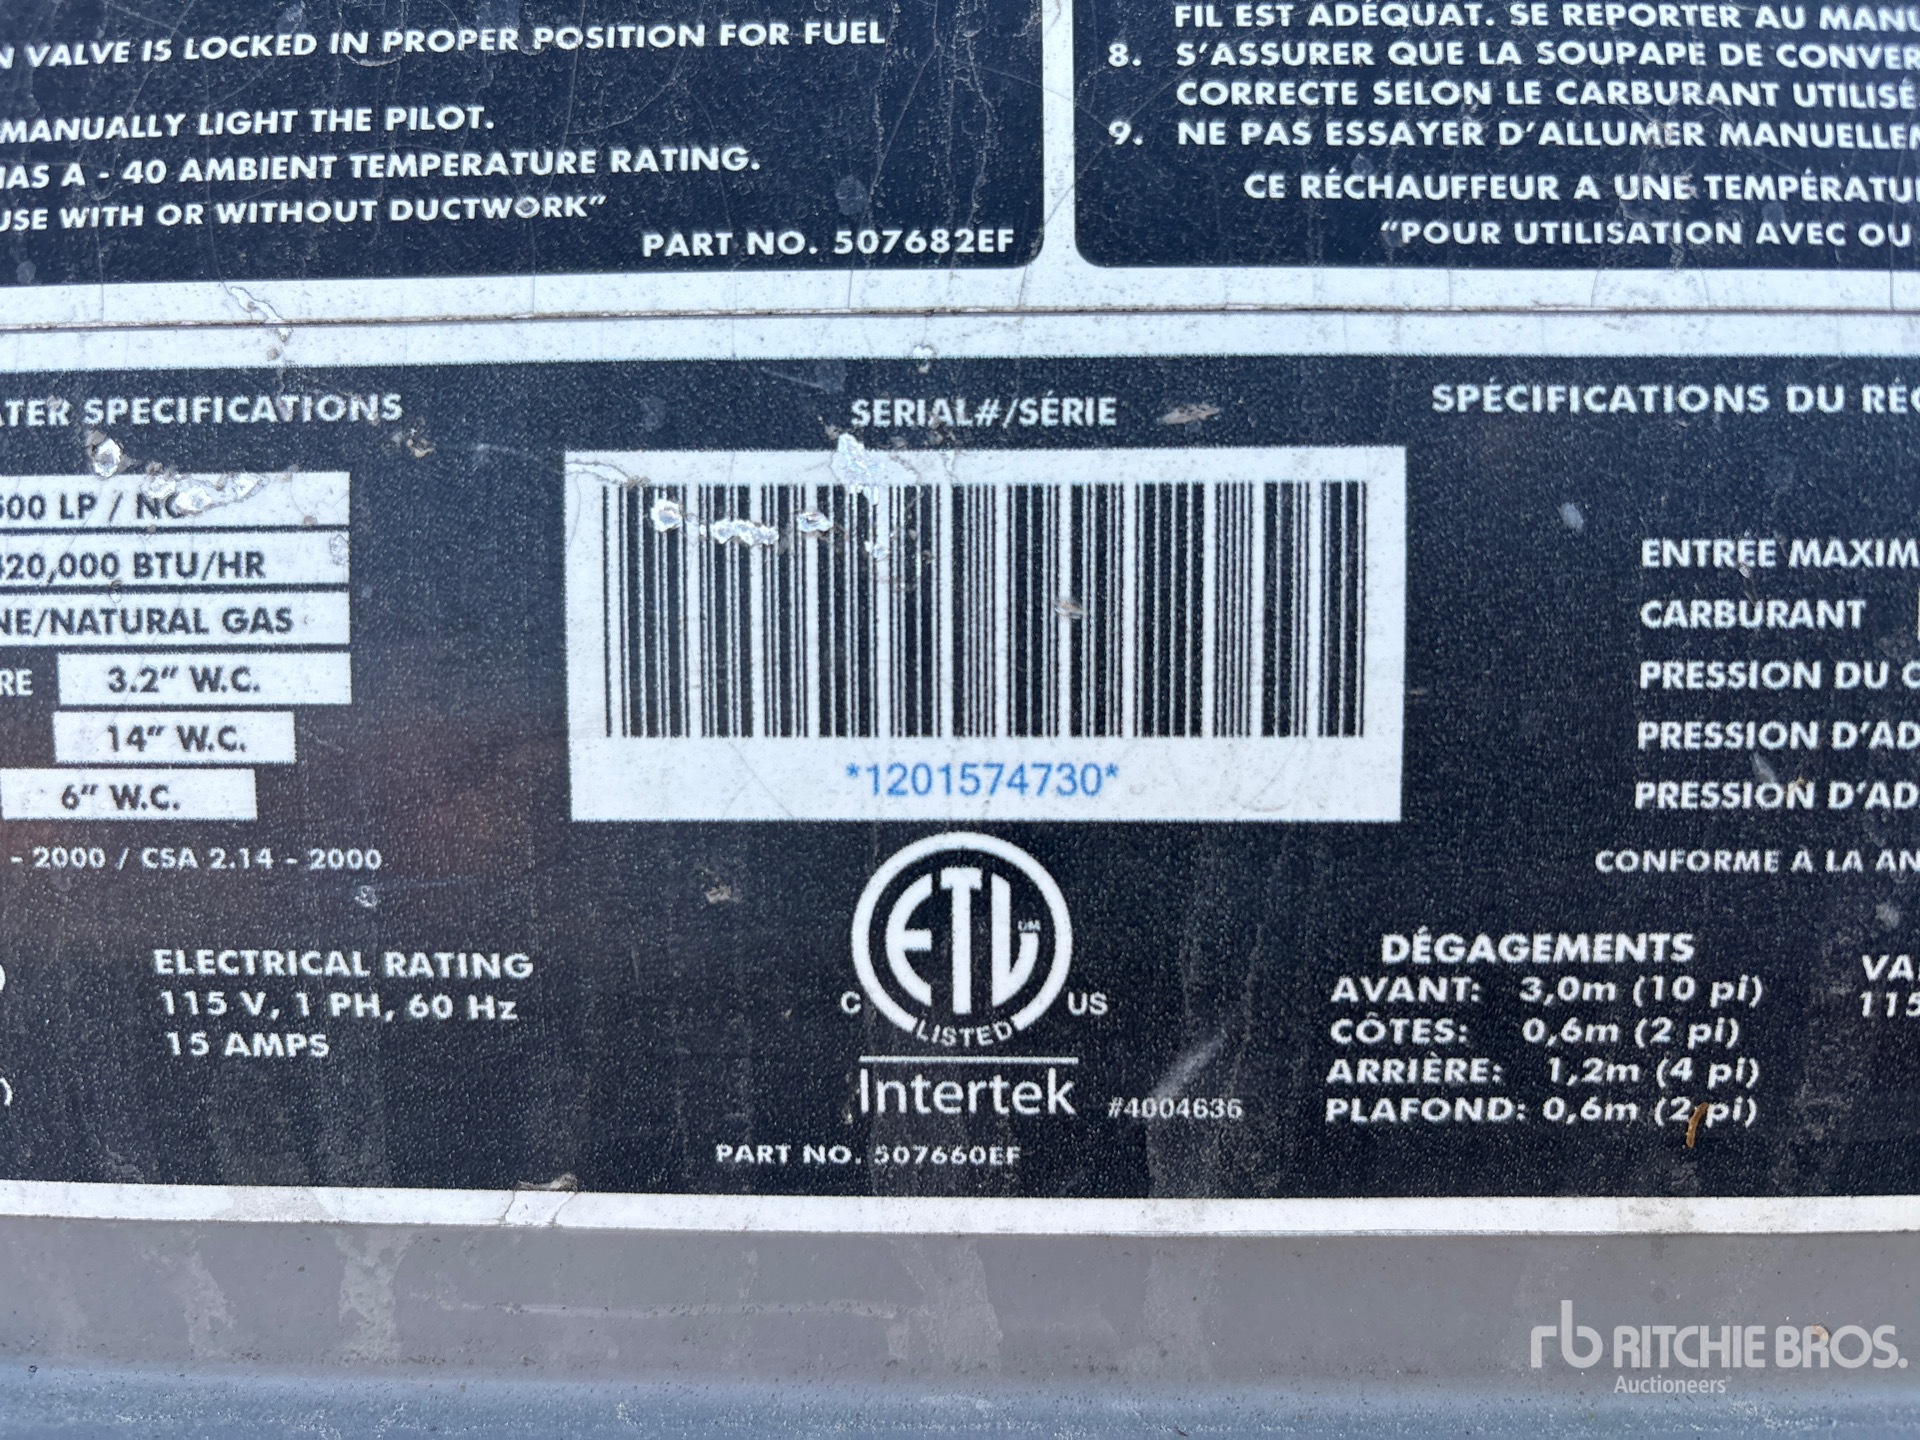 VALVE IS LOCKED IN PROPER POSITION FOR FUEL
MANUALLY LIGHT THE PILOT.
HAS A - 40 AMBIENT TEMPERATURE RATING.
USE WITH OR WITHOUT DUCTWORK"
PART NO. 507682EF
FIL EST ADÉQUAT. SE REPORTER AU MANU
8. S'ASSURER QUE LA SOUPAPE DE CONVER
CORRECTE SELON LE CARBURANT UTILISÉ
9. NE PAS ESSAYER D'ALLUMER MANUELLEM
CE RÉCHAUFFEUR A UNE TEMPÉRATU
"POUR UTILISATION AVEC OU
ATER SPECIFICATIONS
500 LP / NG
420,000 BTU/HR
NE/NATURAL GAS
RE 3.2" W.C.
14" W.C.
6" W.C.
- 2000 / CSA 2.14 - 2000
ELECTRICAL RATING
115 V, 1 PH, 60 Hz
15 AMPS
SERIAL#/SÉRIE
*1201574730*
ETL
C US
LISTED
Intertek #4004636
PART NO. 507660EF
SPÉCIFICATIONS DU RÉC
ENTREE MAXIM
CARBURANT
PRESSION DU C
PRESSION D'AD
PRESSION D'AD
CONFORME A LA AN
DÉGAGEMENTS
AVANT: 3,0m (10 pi)
CÔTES: 0,6m (2 pi)
ARRIÈRE: 1,2m (4 pi)
PLAFOND: 0,6m (2 pi)
VA
115
rb RITCHIE BROS.
Auctioneers